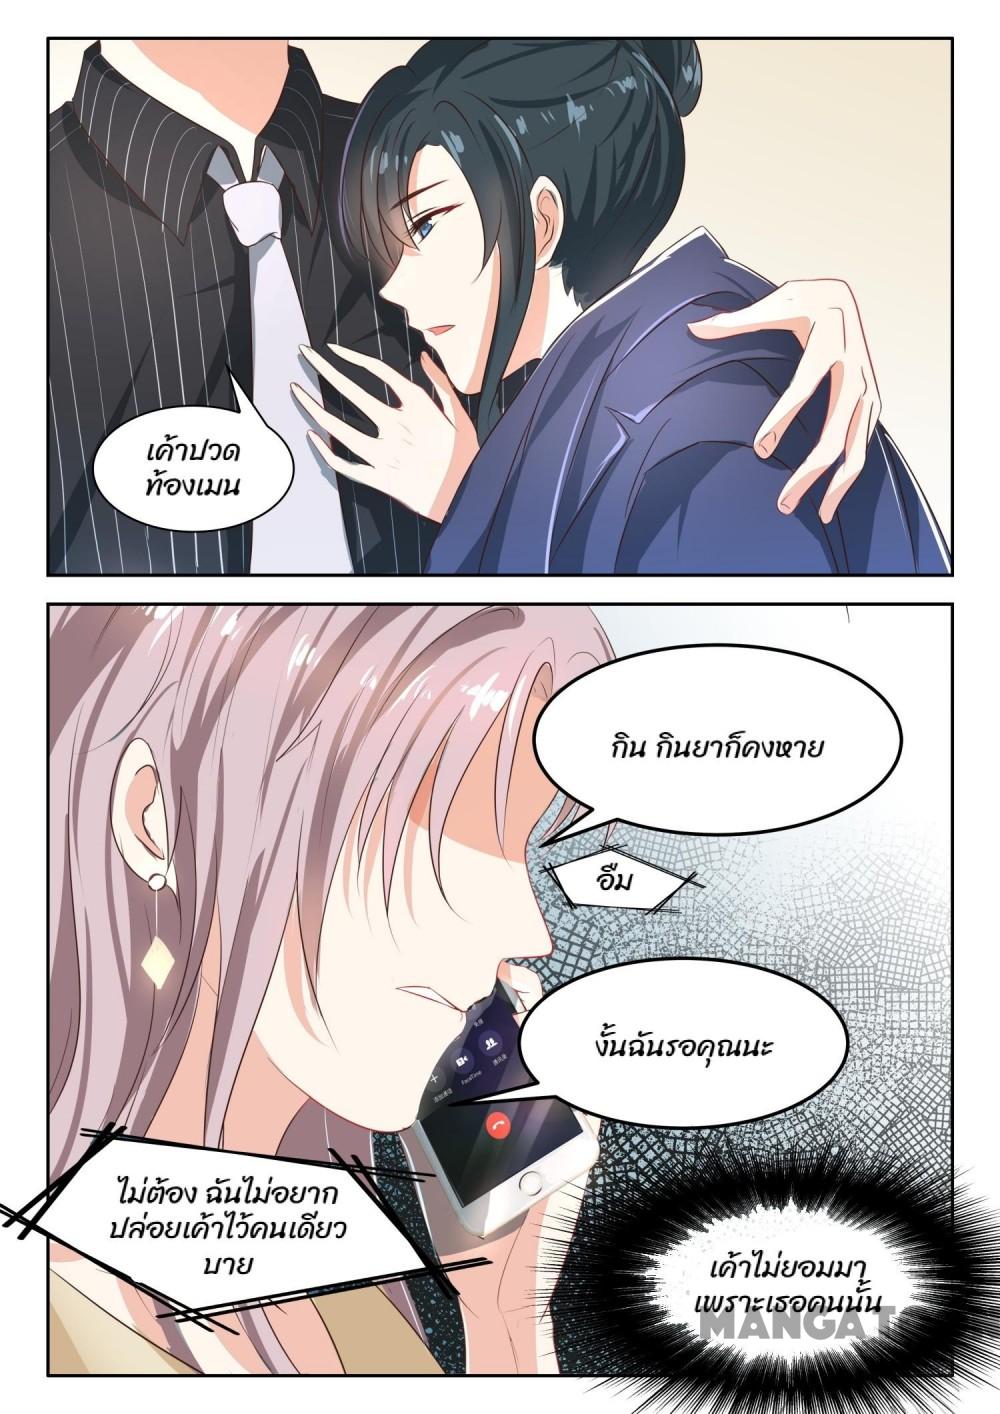 เค้าปวด
ท้องเมน
กิน กินยาก็คงหาย
อืม
งั้นฉันรอคุณนะ
FaceTime
ไม่ต้อง ฉันไม่อยาก
ปล่อยเค้าไว้คนเดียว
บาย
เค้าไม่ยอมมา
เพราะเธอคนนั้น
MANGAT